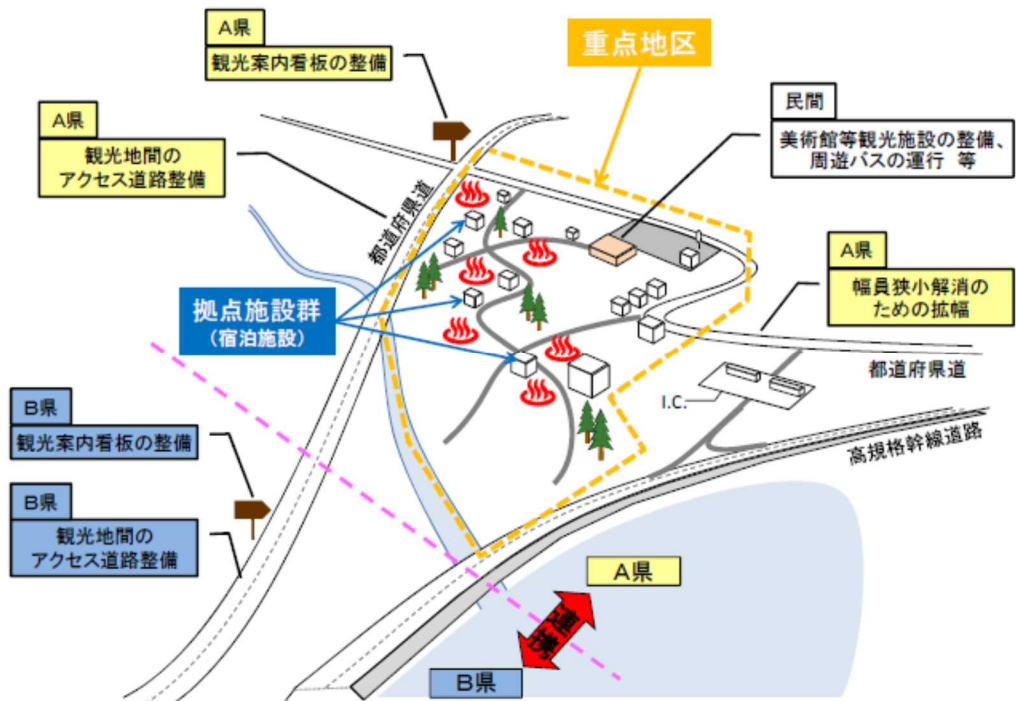 A県
観光案内看板の整備
重点地区
民間
美術館等観光施設の整備、
周遊バスの運行 等
A県
観光地間の
アクセス道路整備
都道府県道
A県
幅員狭小解消の
ための拡幅
拠点施設群
（宿泊施設）
都道府県道
I.C.
高規格幹線道路
B県
観光案内看板の整備
B県
観光地間の
アクセス道路整備
A県
連携
B県